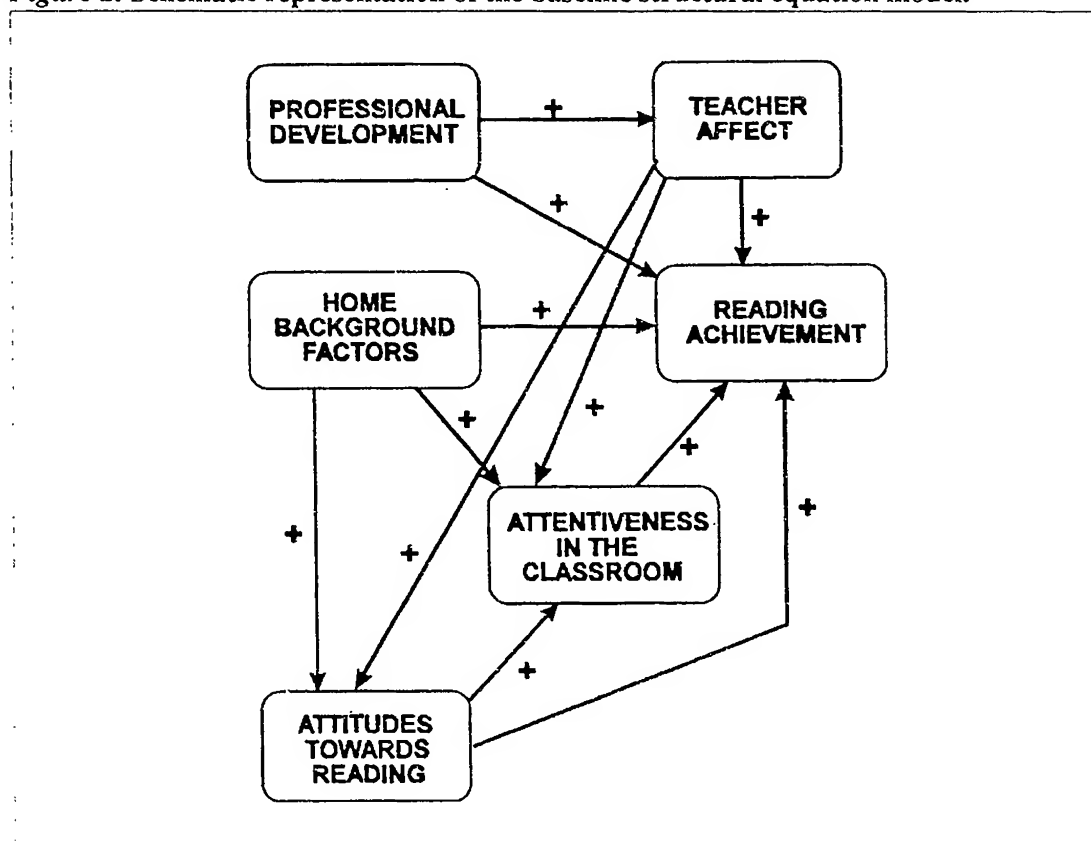 PROFESSIONAL
DEVELOPMENT
+
TEACHER
AFFECT
+
+
HOME
BACKGROUND
FACTORS
+
READING
ACHIEVEMENT
+
+
+
+
+
+
ATTENTIVENESS
IN THE
CLASSROOM
+
ATTITUDES
TOWARDS
READING